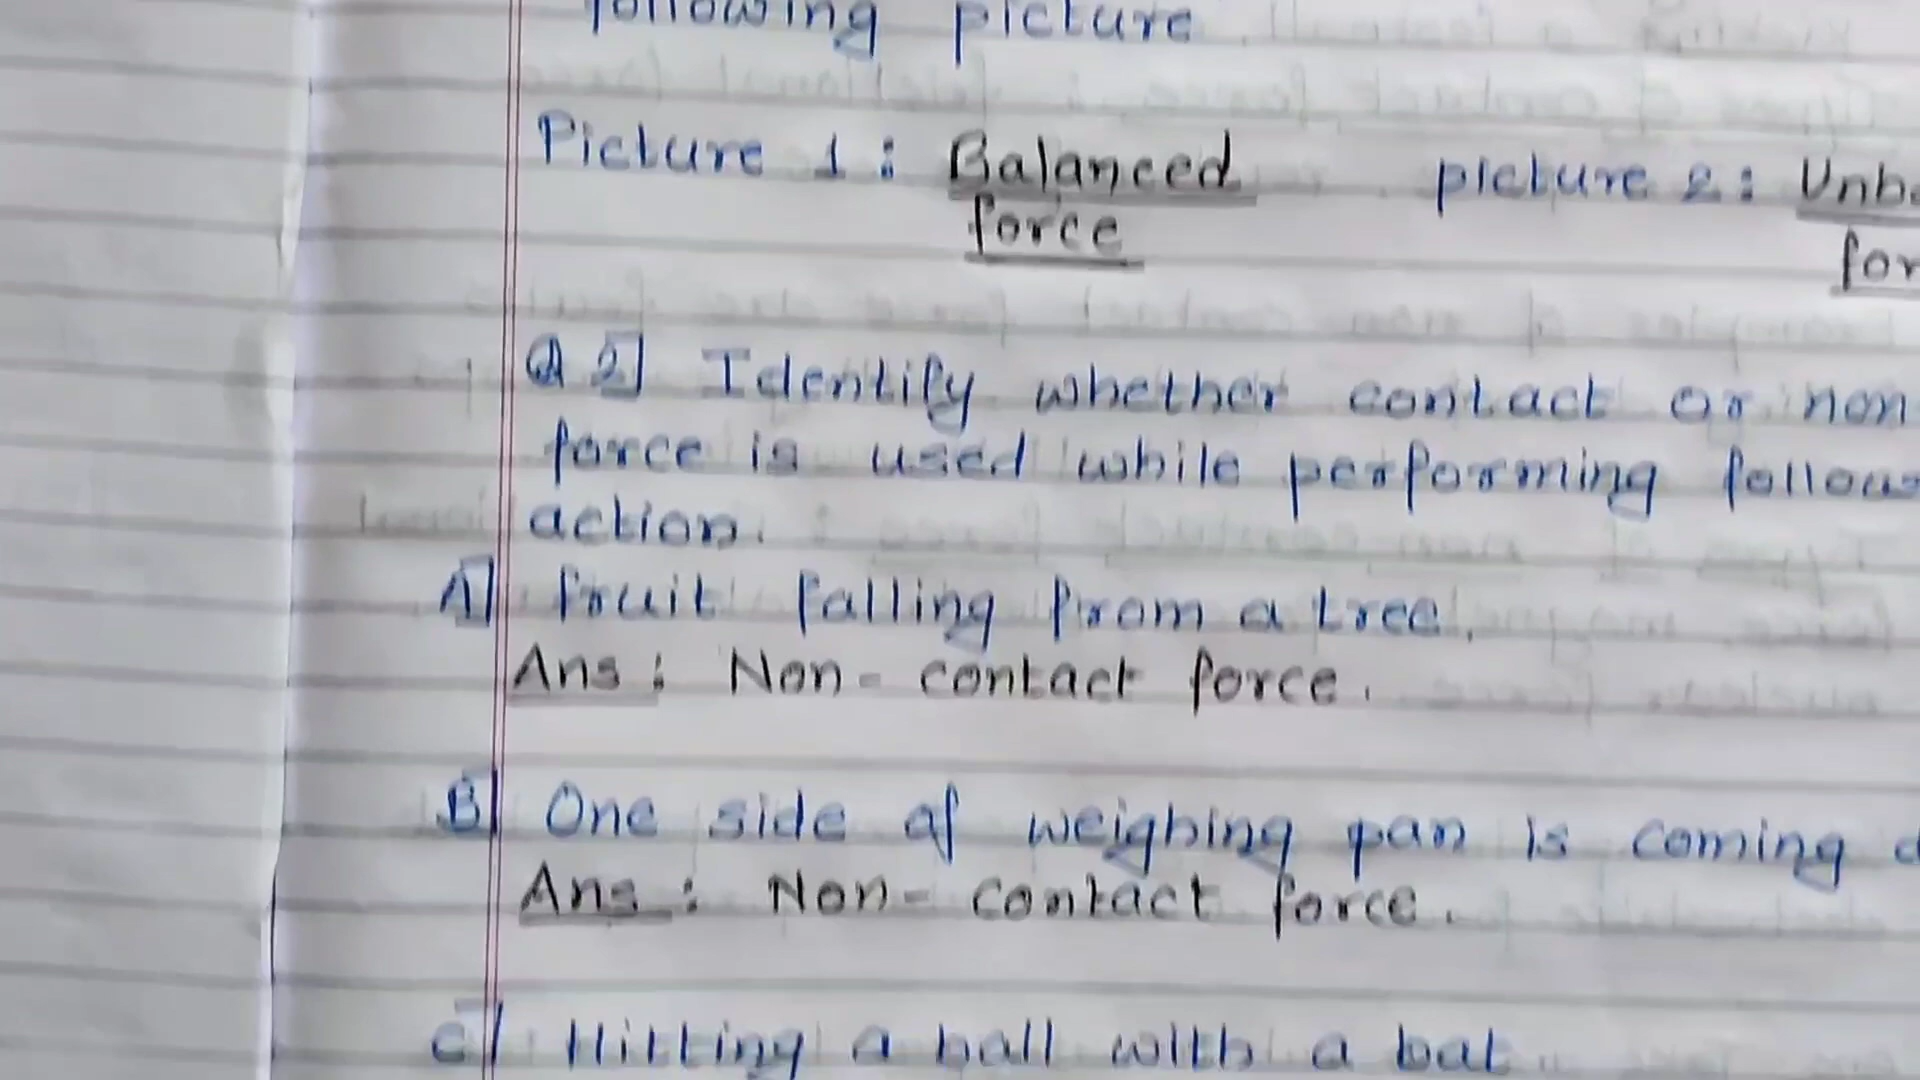 following picture.
Picture 1 : Balanced picture 2 : Unb
force for
Q 2] Identify whether contact or non
force is used while performing follow
action.
A] fruit falling from a tree.
Ans : Non - contact force.
B] One side of weighing pan is coming d
Ans : Non - contact force.
C] Hitting a ball with a bat.